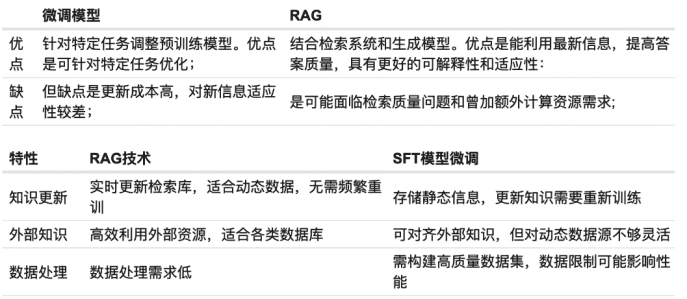 微调模型 RAG
优 针对特定任务调整预训练模型。优点 结合检索系统和生成模型。优点是能利用最新信息，提高答
点 是可针对特定任务优化； 案质量，具有更好的可解释性和适应性：
缺 但缺点是更新成本高，对新信息适应 是可能面临检索质量问题和曾加额外计算资源需求;
点 性较差；
特性 RAG技术 SFT模型微调
知识更新 实时更新检索库，适合动态数据，无需频繁重 存储静态信息，更新知识需要重新训练
训
外部知识 高效利用外部资源，适合各类数据库 可对齐外部知识，但对动态数据源不够灵活
数据处理 数据处理需求低 需构建高质量数据集，数据限制可能影响性
能